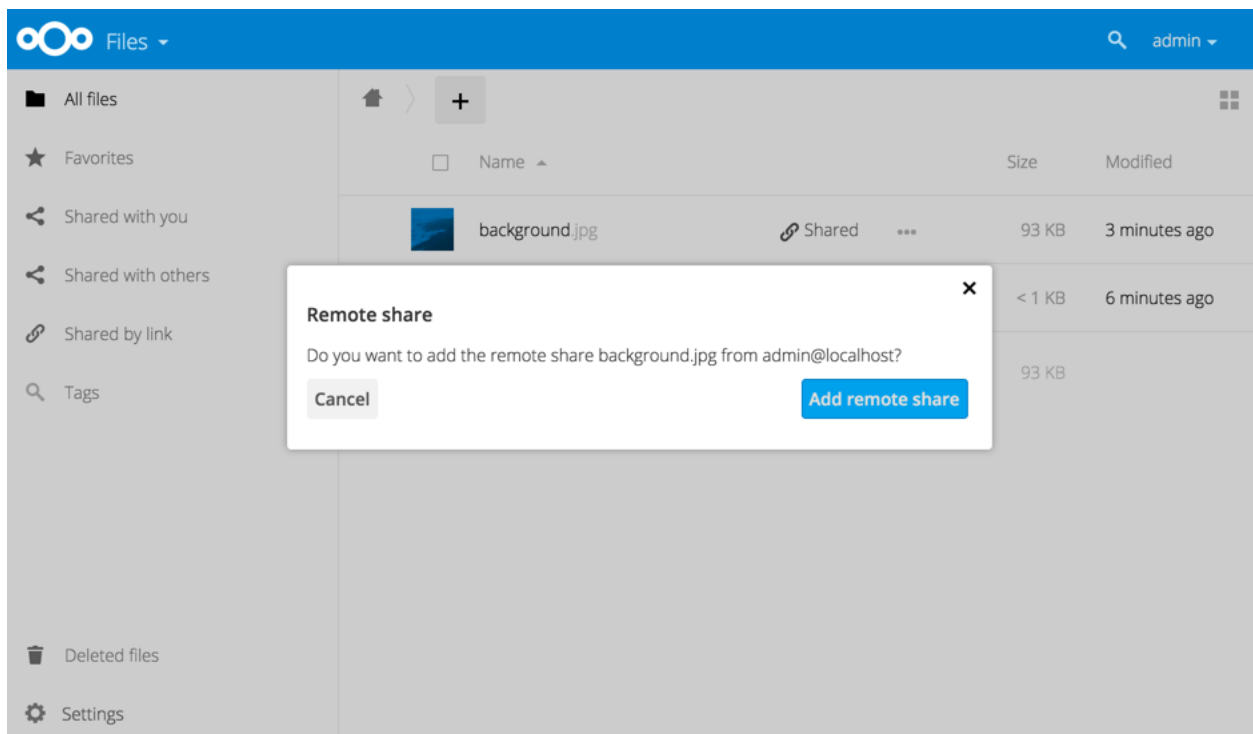 Files
admin
All files
Favorites
Shared with you
Shared with others
Shared by link
Tags
Deleted files
Settings
+
Name
Size
Modified
background.jpg
Shared
93 KB
3 minutes ago
< 1 KB
6 minutes ago
93 KB
Remote share
Do you want to add the remote share background.jpg from admin@localhost?
Cancel
Add remote share